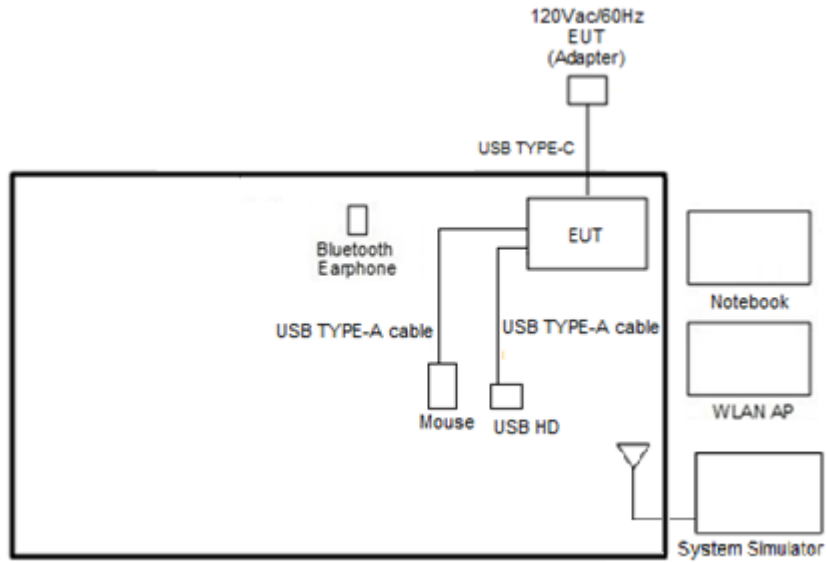 120Vac/60Hz
EUT
(Adapter)
USB TYPE-C
EUT
Bluetooth
Earphone
Notebook
USB TYPE-A cable
USB TYPE-A cable
WLAN AP
Mouse
USB HD
System Simulator